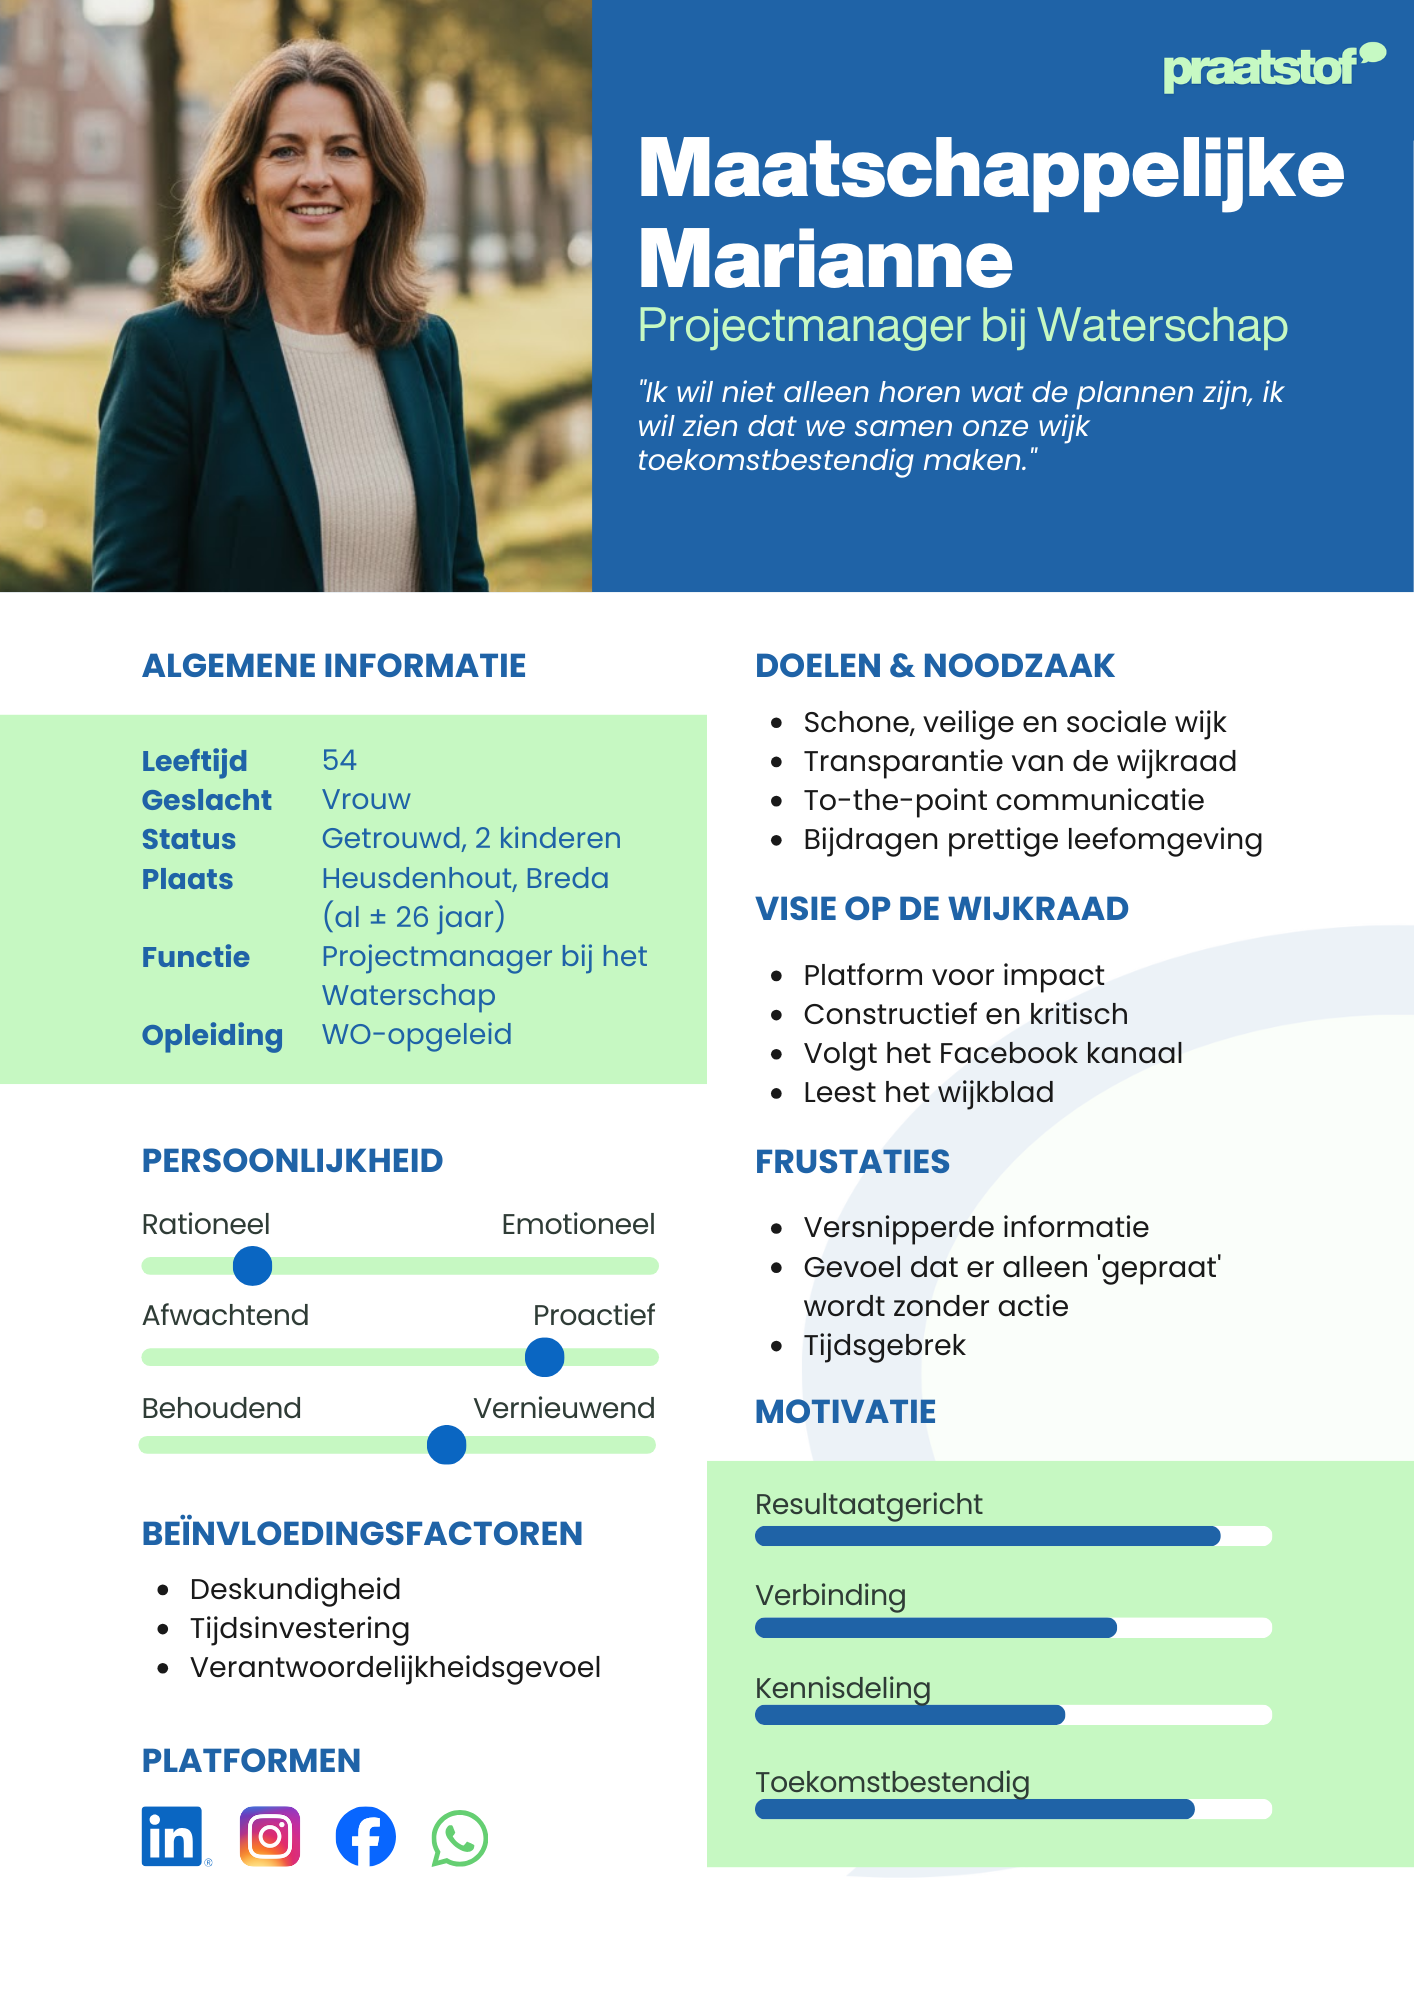 praatstof
Maatschappelijke
Marianne
Projectmanager bij Waterschap
"Ik wil niet alleen horen wat de plannen zijn, ik
wil zien dat we samen onze wijk
toekomstbestendig maken."
ALGEMENE INFORMATIE
Leeftijd 54
Geslacht Vrouw
Status Getrouwd, 2 kinderen
Plaats Heusdenhout, Breda
(al ± 26 jaar)
Functie Projectmanager bij het
Waterschap
Opleiding WO-opgeleid
PERSOONLIJKHEID
Rationeel Emotioneel
Afwachtend Proactief
Behoudend Vernieuwend
BEÏNVLOEDINGSFACTOREN
• Deskundigheid
• Tijdsinvestering
• Verantwoordelijkheidsgevoel
PLATFORMEN
in ®
DOELEN & NOODZAAK
• Schone, veilige en sociale wijk
• Transparantie van de wijkraad
• To-the-point communicatie
• Bijdragen prettige leefomgeving
VISIE OP DE WIJKRAAD
• Platform voor impact
• Constructief en kritisch
• Volgt het Facebook kanaal
• Leest het wijkblad
FRUSTATIES
• Versnipperde informatie
• Gevoel dat er alleen 'gepraat'
wordt zonder actie
• Tijdsgebrek
MOTIVATIE
Resultaatgericht
Verbinding
Kennisdeling
Toekomstbestendig